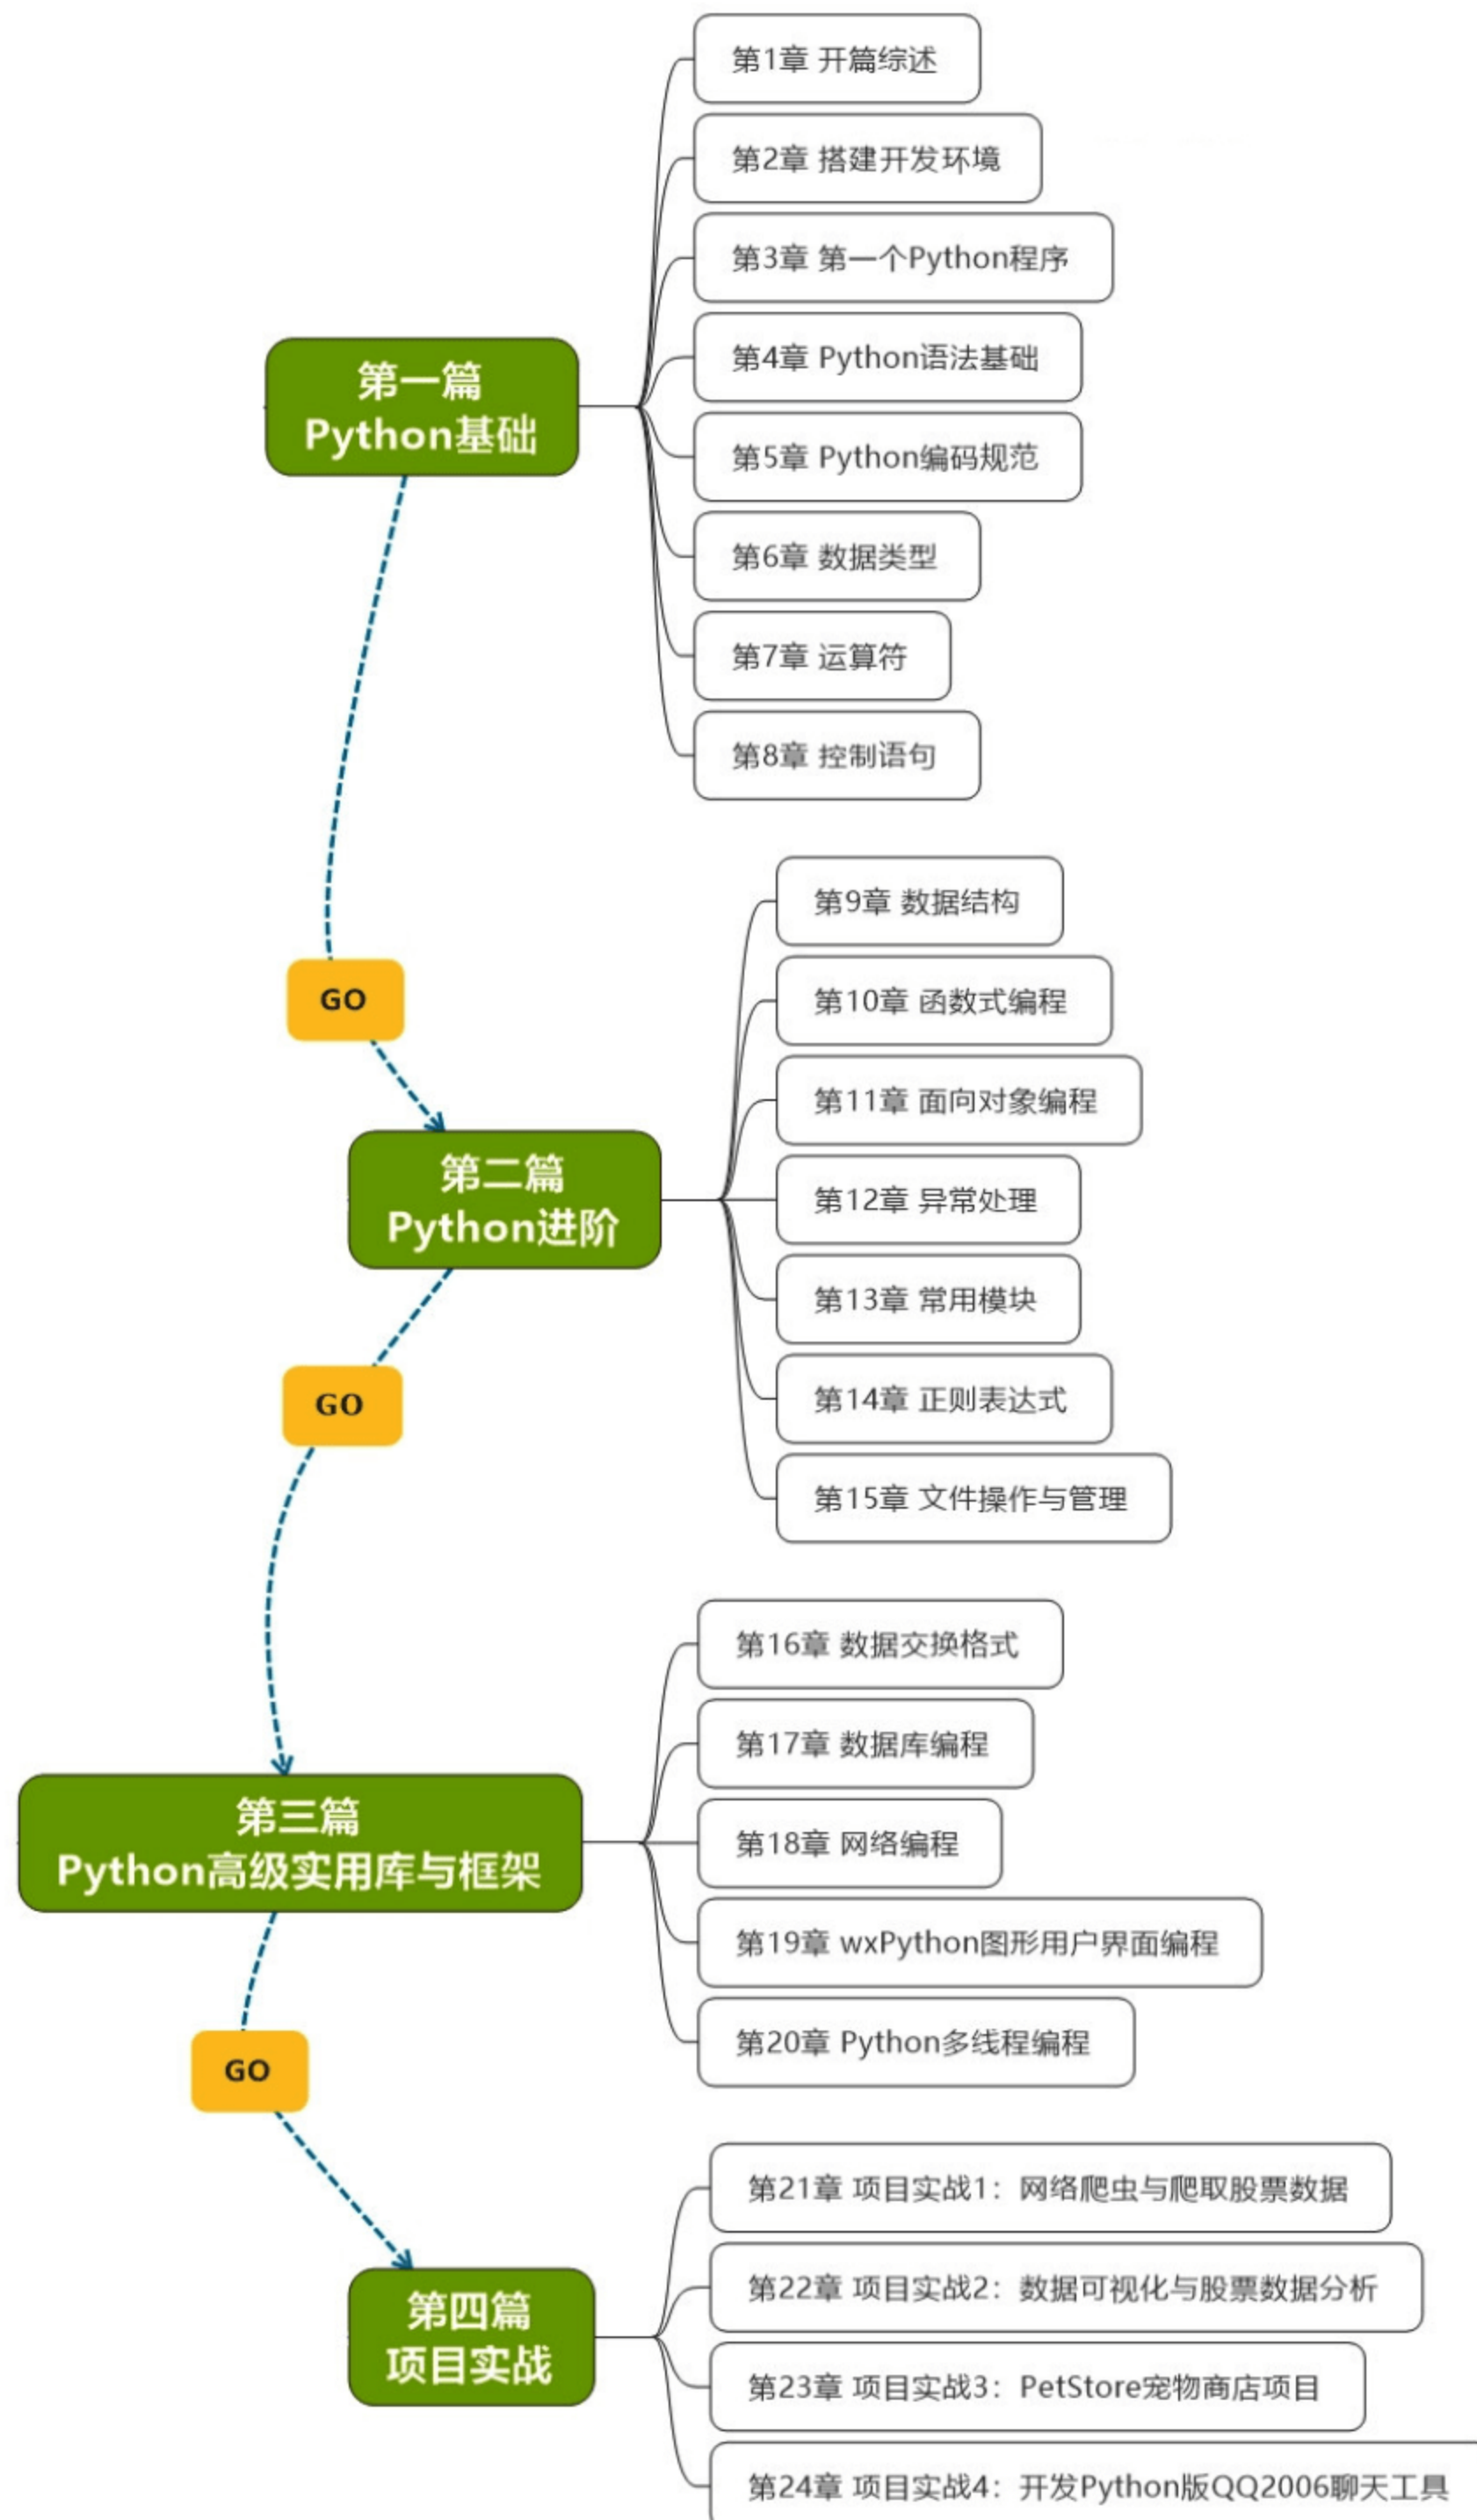 第一篇
Python基础
第1章 开篇综述
第2章 搭建开发环境
第3章 第一个Python程序
第4章 Python语法基础
第5章 Python编码规范
第6章 数据类型
第7章 运算符
第8章 控制语句
GO
第二篇
Python进阶
第9章 数据结构
第10章 函数式编程
第11章 面向对象编程
第12章 异常处理
第13章 常用模块
第14章 正则表达式
第15章 文件操作与管理
GO
第三篇
Python高级实用库与框架
第16章 数据交换格式
第17章 数据库编程
第18章 网络编程
第19章 wxPython图形用户界面编程
第20章 Python多线程编程
GO
第四篇
项目实战
第21章 项目实战1：网络爬虫与爬取股票数据
第22章 项目实战2：数据可视化与股票数据分析
第23章 项目实战3：PetStore宠物商店项目
第24章 项目实战4：开发Python版QQ2006聊天工具